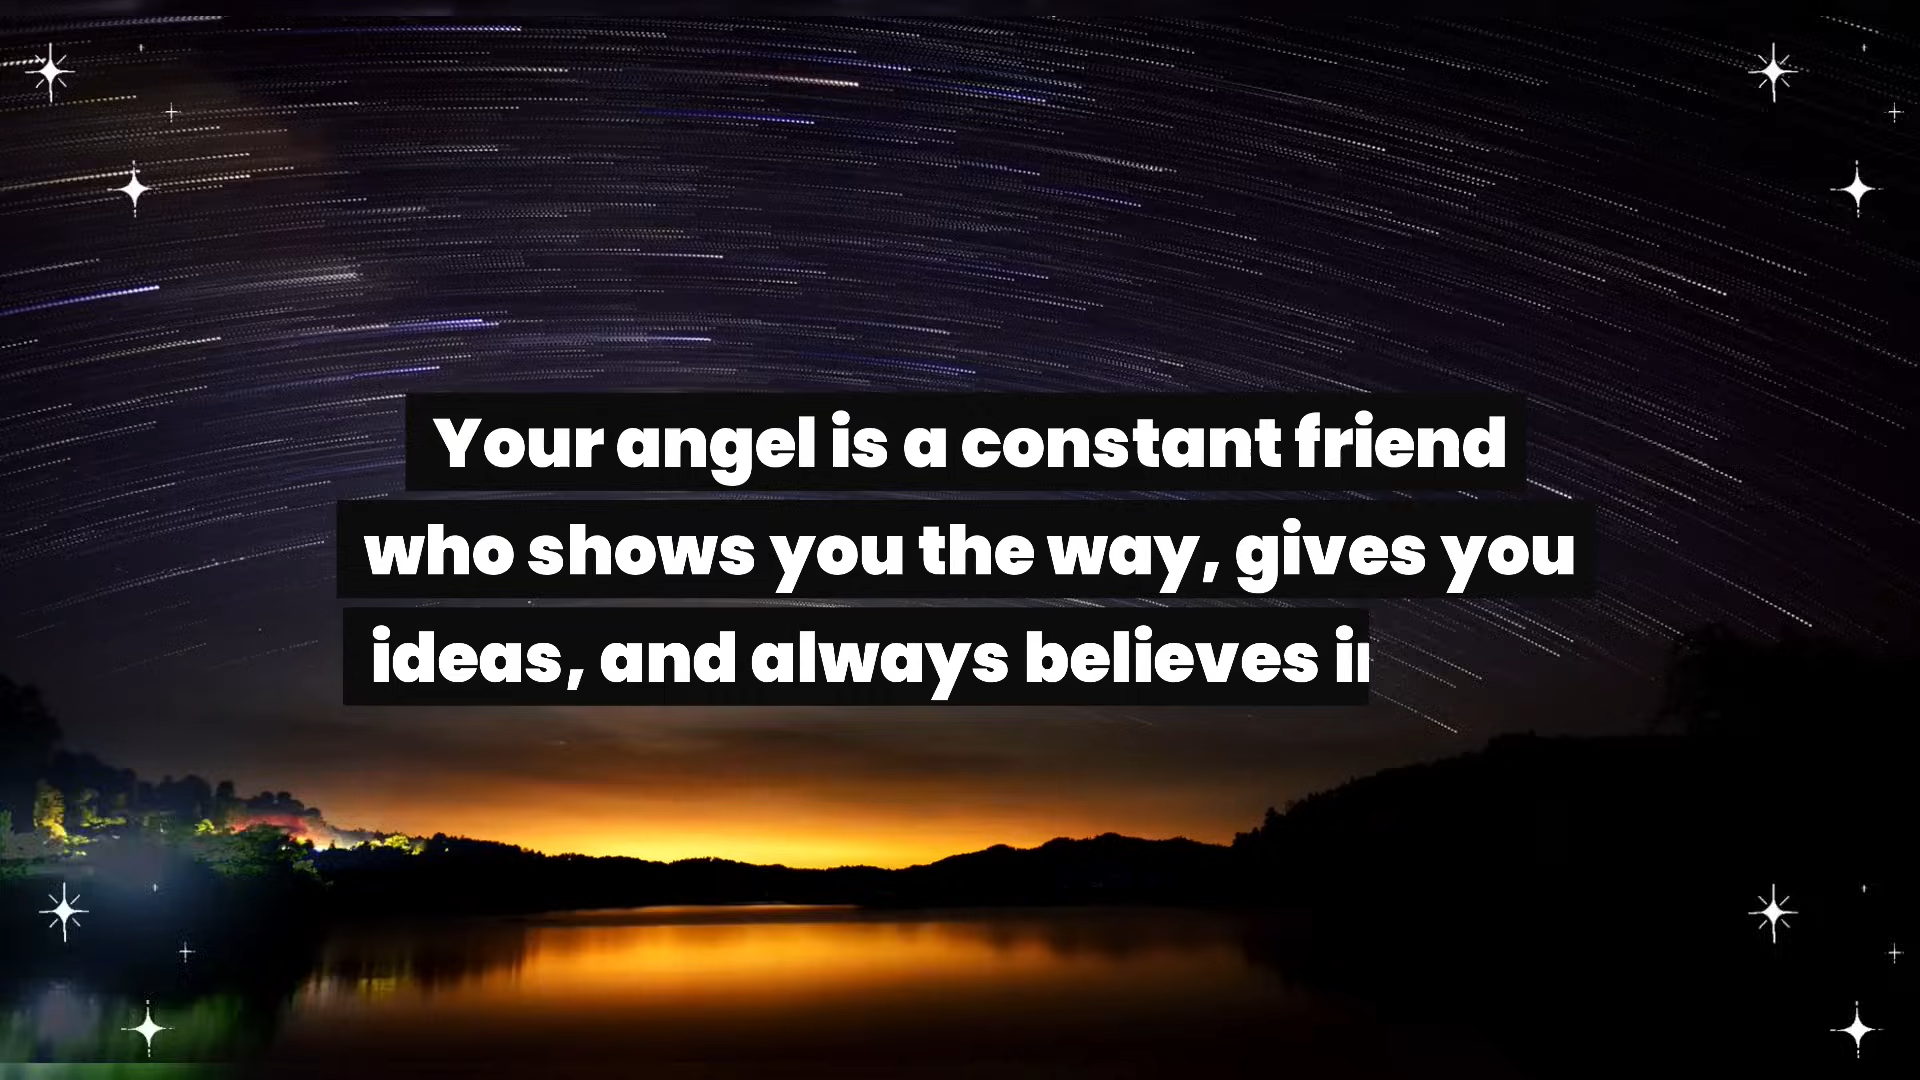 Your angel is a constant friend
who shows you the way, gives you
ideas, and always believes